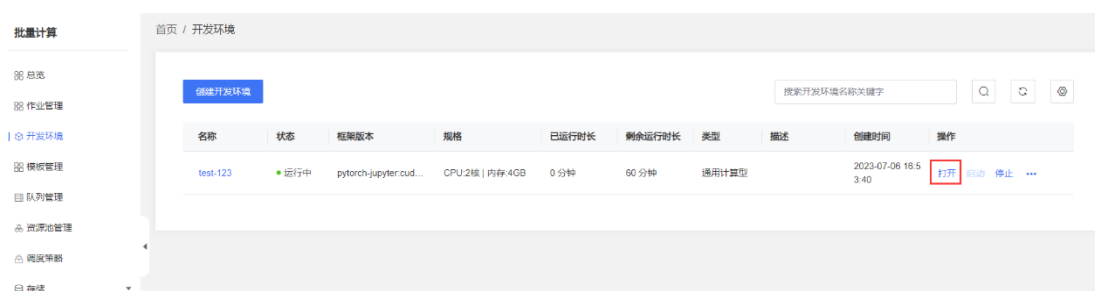 批量计算
首页 / 开发环境
总览
作业管理
开发环境
模板管理
队列管理
资源池管理
调度策略
存储
创建开发环境
搜索开发环境名称关键字
名称 状态 框架版本 规格 已运行时长 剩余运行时长 类型 描述 创建时间 操作
test-123 运行中 pytorch-jupyter:cud... CPU:2核 | 内存:4GB 0 分钟 60 分钟 通用计算型 2023-07-06 16:5 打开 启动 停止 •••
3:40